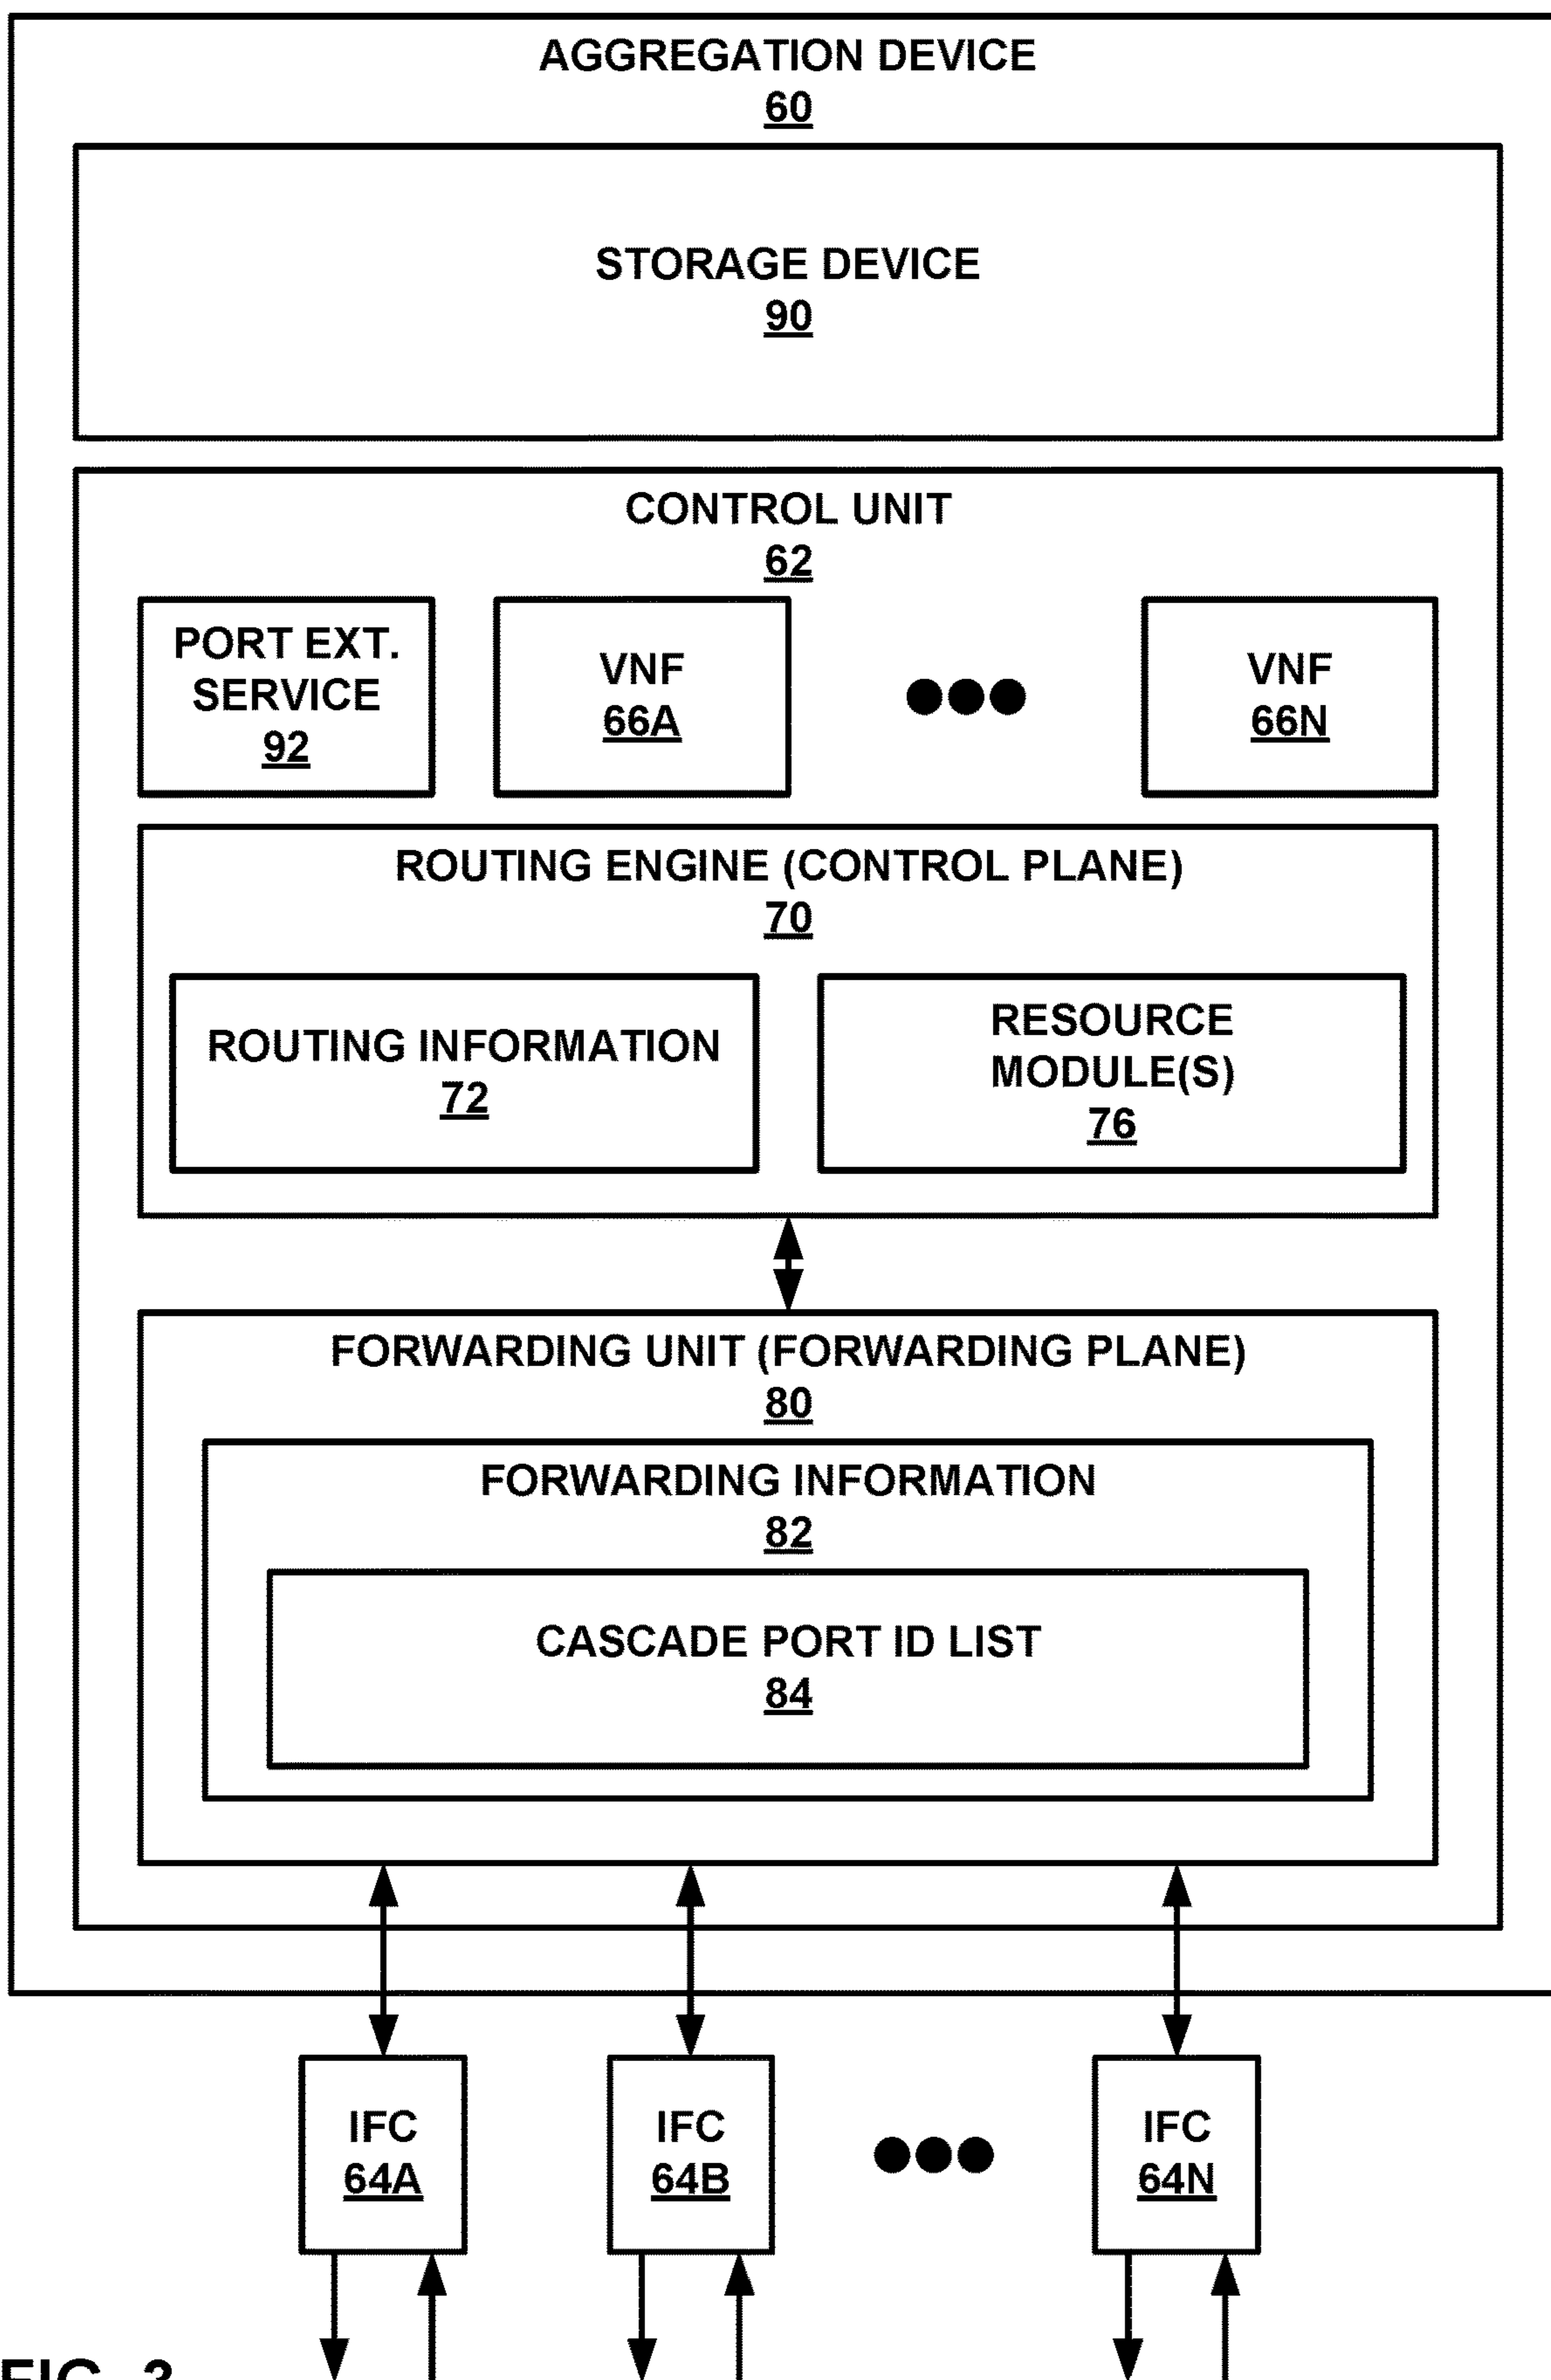 AGGREGATION DEVICE
60
STORAGE DEVICE
90
CONTROL UNIT
62
PORT EXT.
SERVICE
92
VNF
66A
VNF
66N
ROUTING ENGINE (CONTROL PLANE)
70
ROUTING INFORMATION
72
RESOURCE
MODULE(S)
76
FORWARDING UNIT (FORWARDING PLANE)
80
FORWARDING INFORMATION
82
CASCADE PORT ID LIST
84
IFC
64A
IFC
64B
IFC
64N
FIG. 3